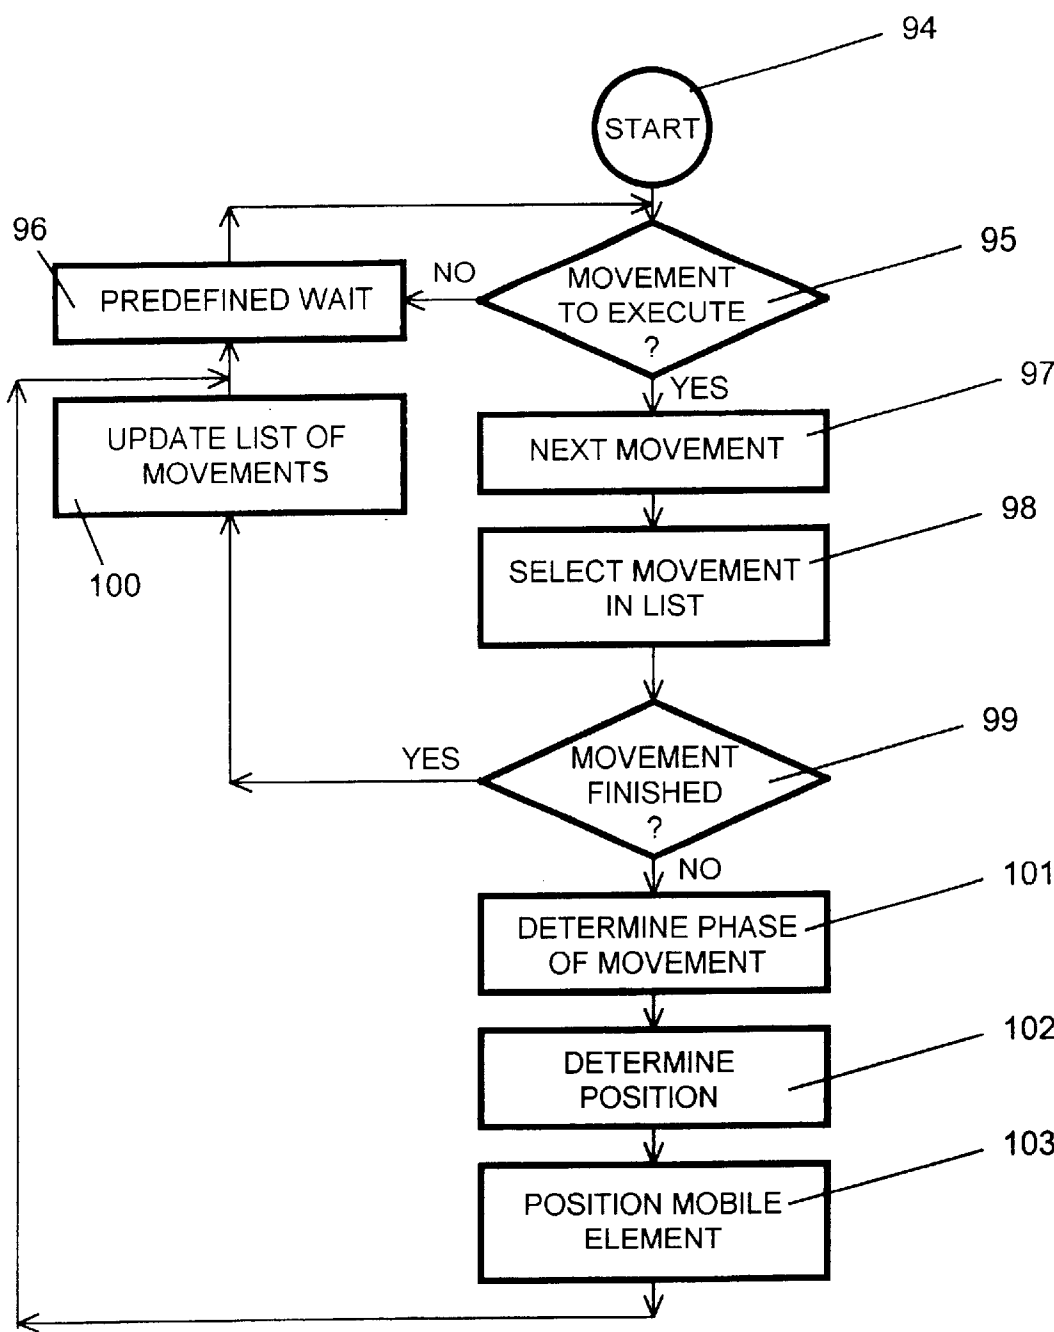 94
START
96
95
NO
MOVEMENT
TO EXECUTE
?
PREDEFINED WAIT
YES
97
NEXT MOVEMENT
UPDATE LIST OF
MOVEMENTS
98
100
SELECT MOVEMENT
IN LIST
99
YES
MOVEMENT
FINISHED
?
NO
101
DETERMINE PHASE
OF MOVEMENT
102
DETERMINE
POSITION
103
POSITION MOBILE
ELEMENT